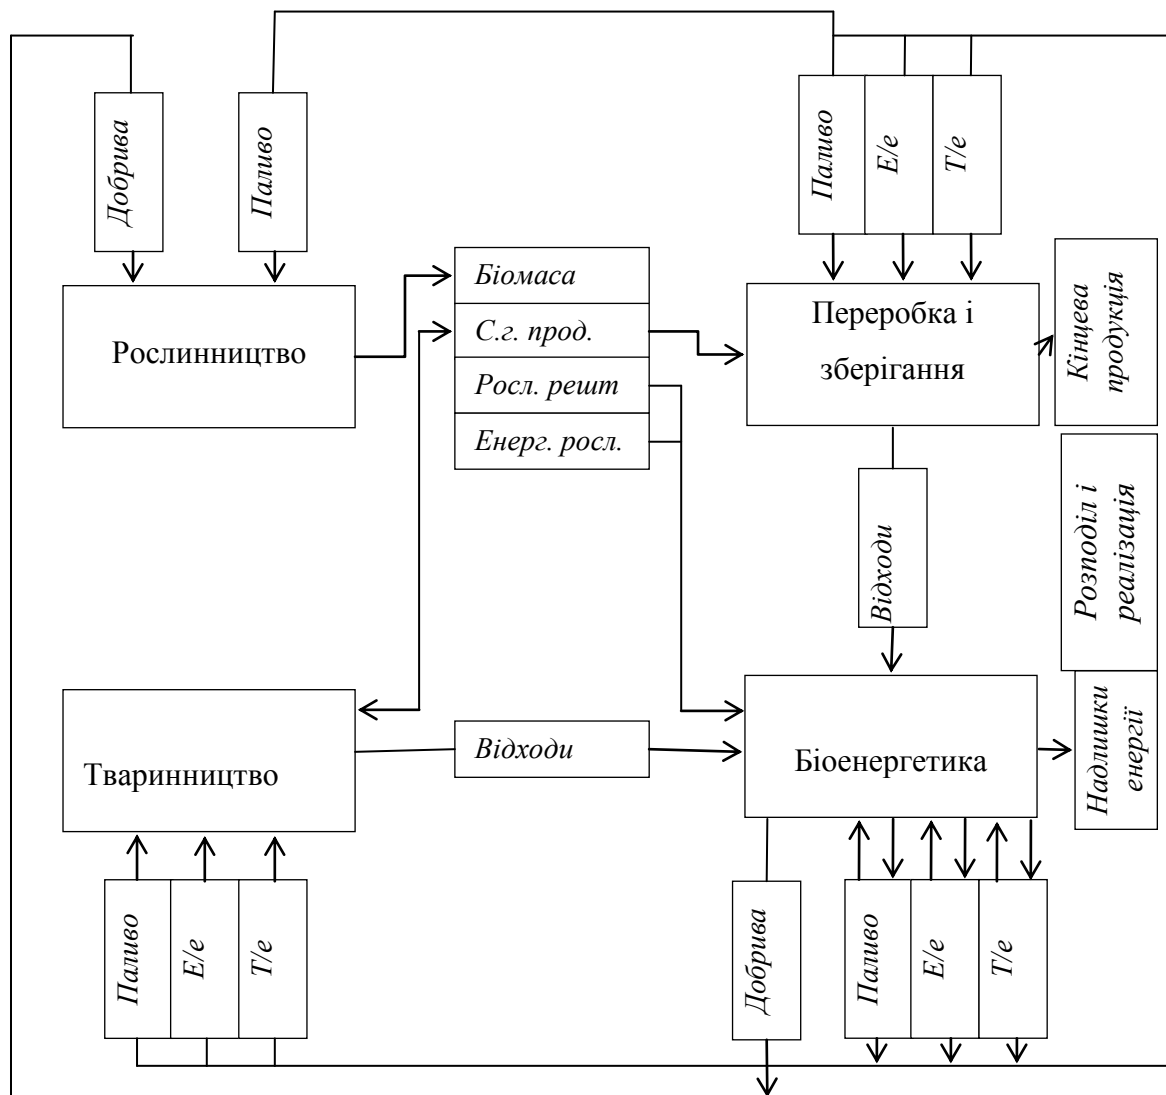 Добрива
Паливо
Паливо
Е/е
Т/е
Біомаса
С.г. прод.
Росл. решт
Енерг. росл.
Рослинництво
Переробка і
зберігання
Кінцева
продукція
Відходи
Розподіл і
реалізація
Тваринництво
Відходи
Біоенергетика
Надлишки
енергії
Паливо
Е/е
Т/е
Добрива
Паливо
Е/е
Т/е